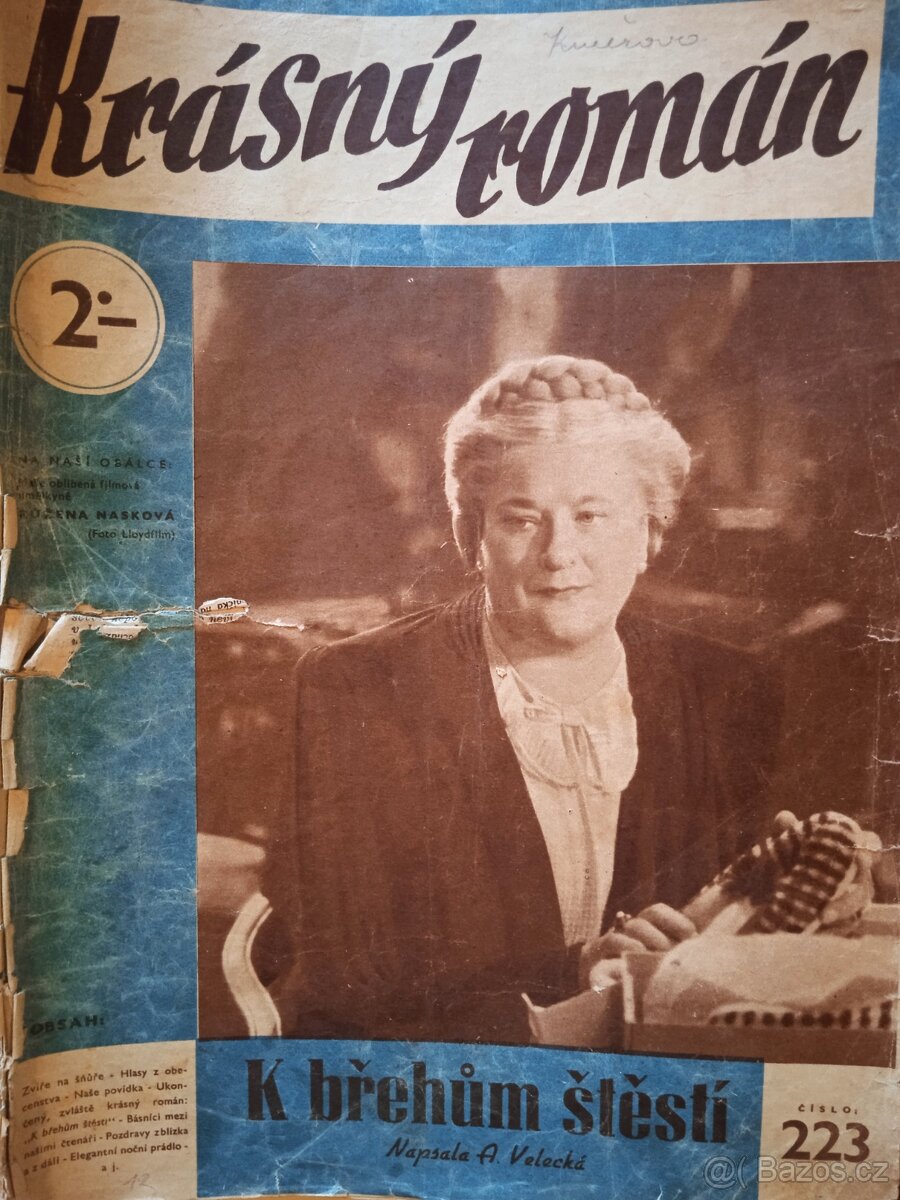 Krásný
román
2·–
NA NAŠÍ OBÁLCE:
oblíbená filmová
umělkyně
RŮŽENA NASKOVÁ
(Foto Lloydfilm)
OBSAH:
Zvíře na šňůře - Hlasy z obe-
censtva - Naše povídka - Ukon-
čený, zvláště krásný román:
„K břehům štěstí" - Básníci mezi
našimi čtenáři - Pozdravy zblízka
a z dáli - Elegantní noční prádlo -
a j.
12
K břehům štěstí
Napsala A. Velecká
ČÍSLO:
223
@ Bazos.cz